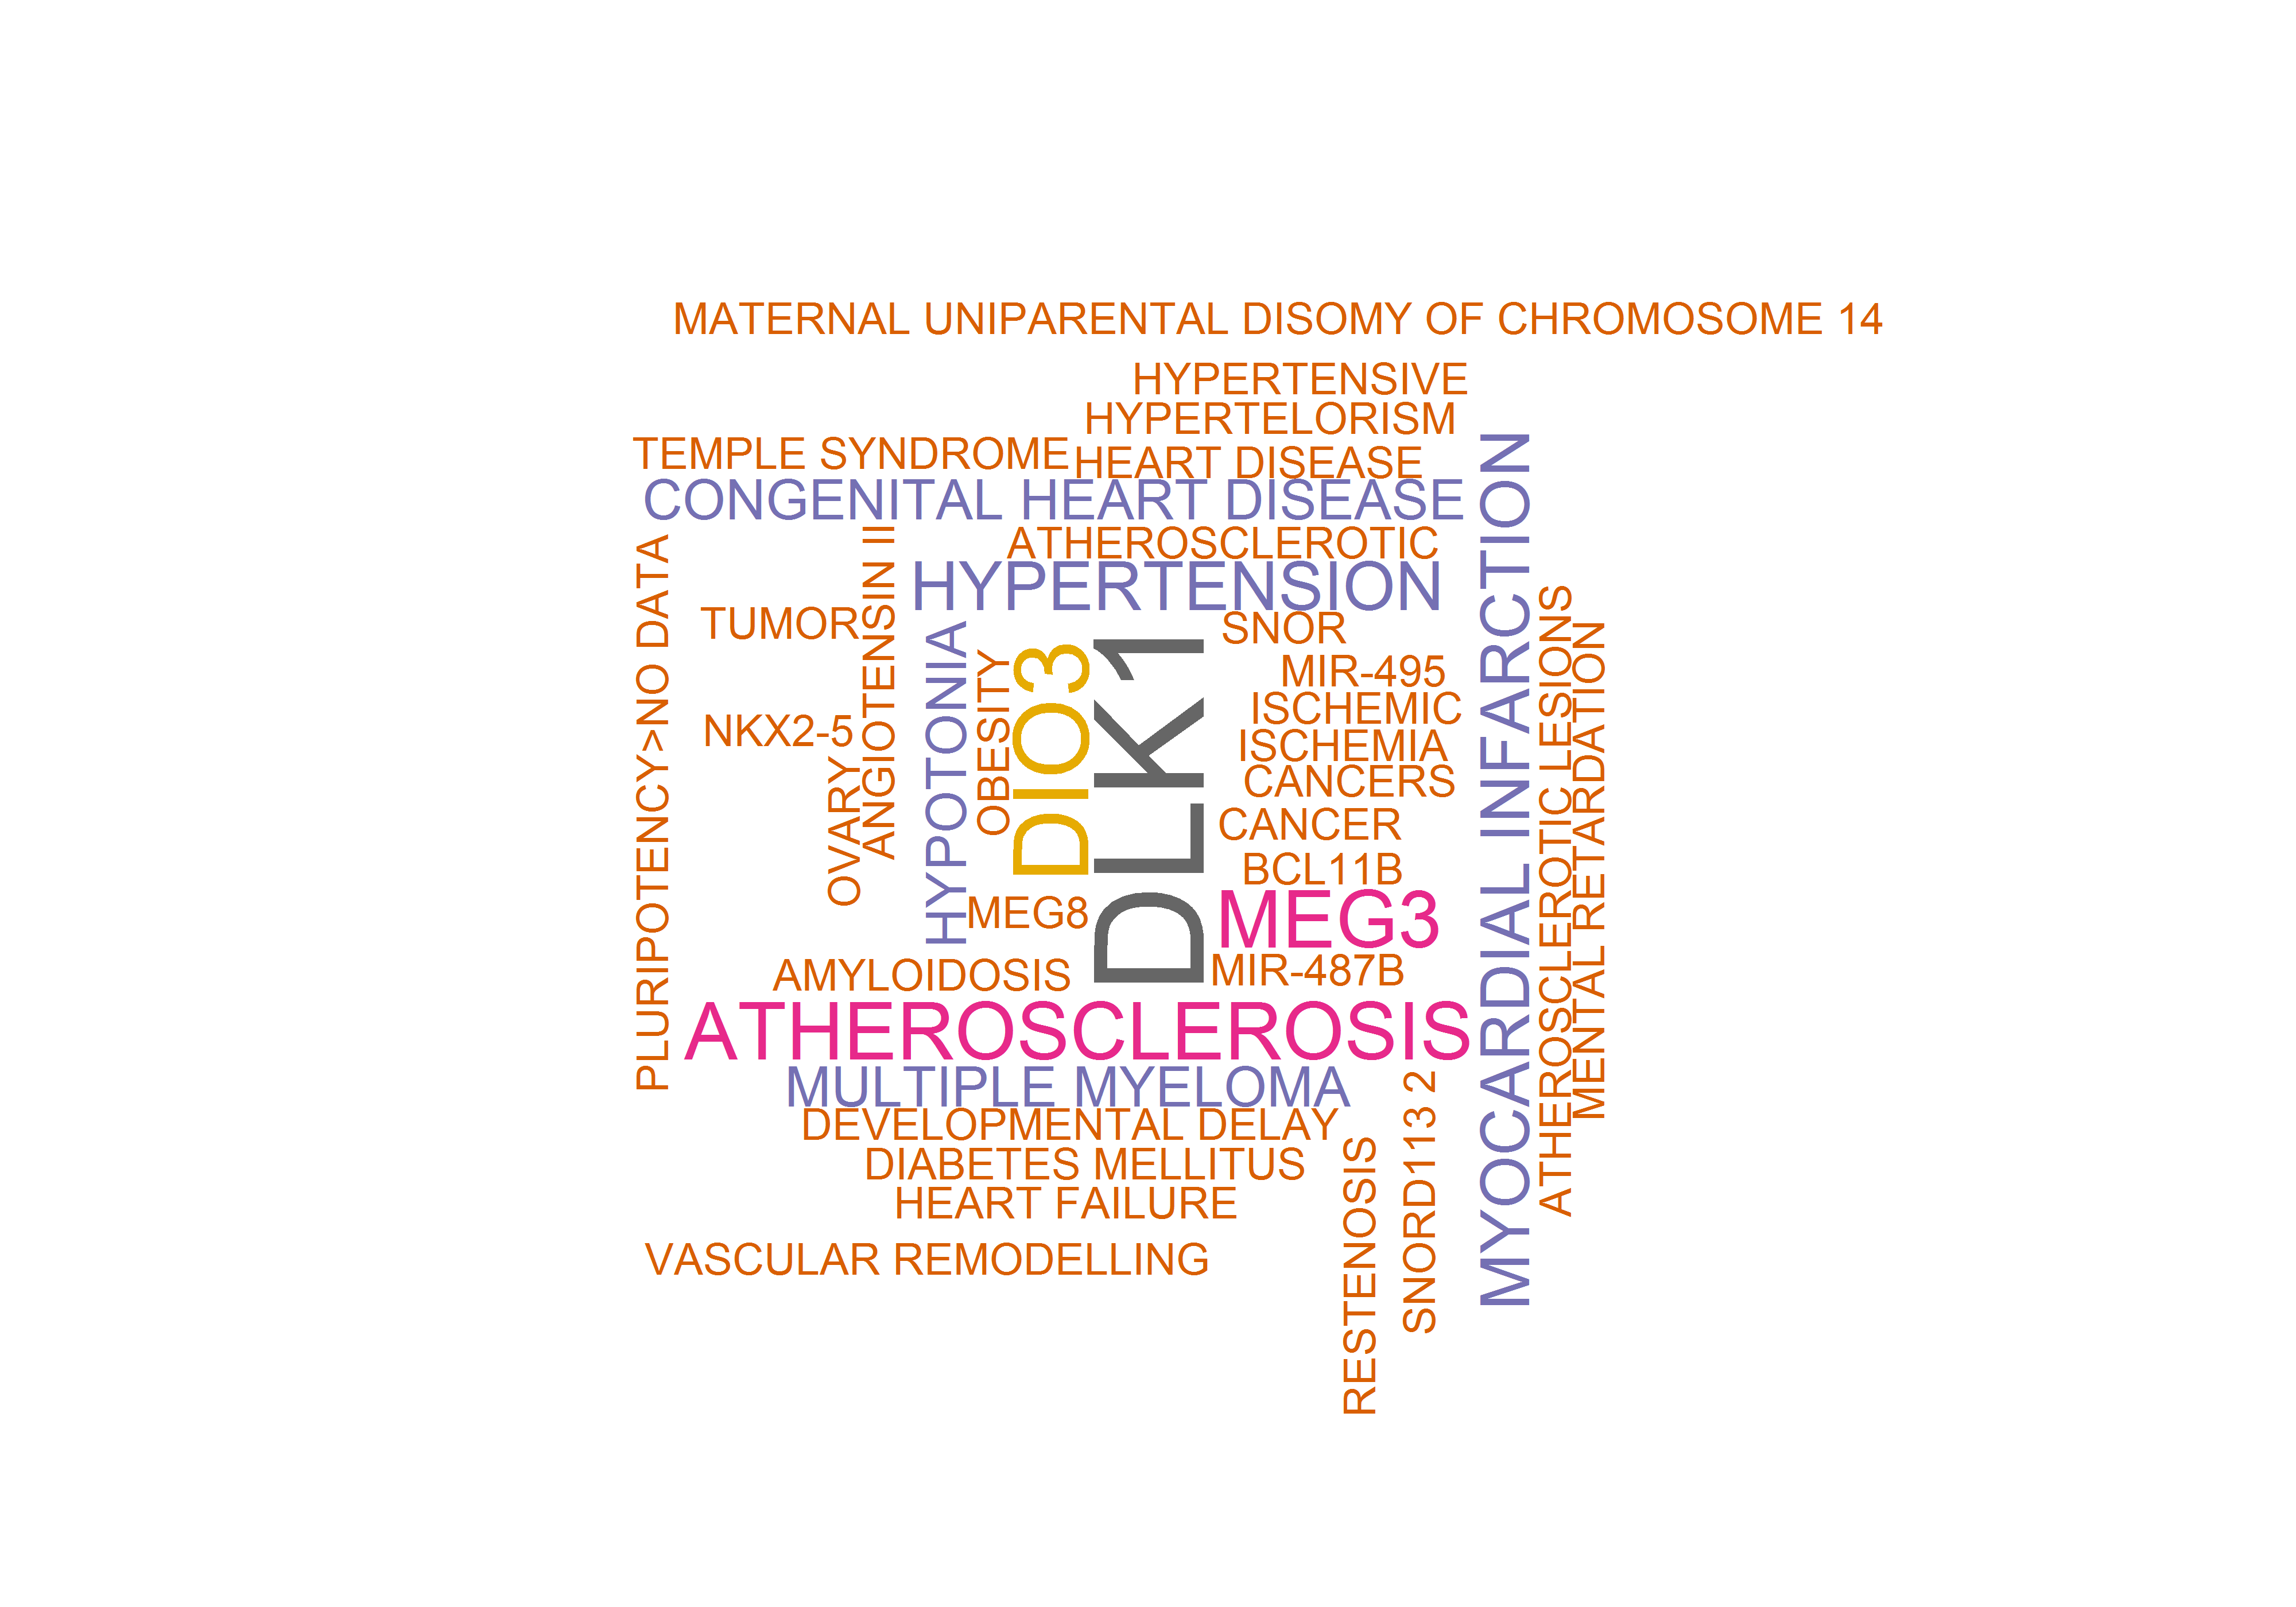 MATERNAL UNIPARENTAL DISOMY OF CHROMOSOME 14
HYPERTENSIVE
HYPERTELORISM
TEMPLE SYNDROME
HEART DISEASE
CONGENITAL HEART DISEASE
ATHEROSCLEROTIC
HYPERTENSION
PLURIPOTENCY>NO DATA
TUMOR
NKX2-5
OVARY
ANGIOTENSIN II
HYPOTONIA
OBESITY
DIO3
DLK1
SNOR
MIR-495
ISCHEMIC
ISCHEMIA
CANCERS
CANCER
BCL11B
MEG3
MEG8
MIR-487B
AMYLOIDOSIS
ATHEROSCLEROSIS
MULTIPLE MYELOMA
DEVELOPMENTAL DELAY
DIABETES MELLITUS
HEART FAILURE
VASCULAR REMODELLING
RESTENOSIS
SNORD113 2
MYOCARDIAL INFARCTION
ATHEROSCLEROTIC LESIONS
MENTAL RETARDATION